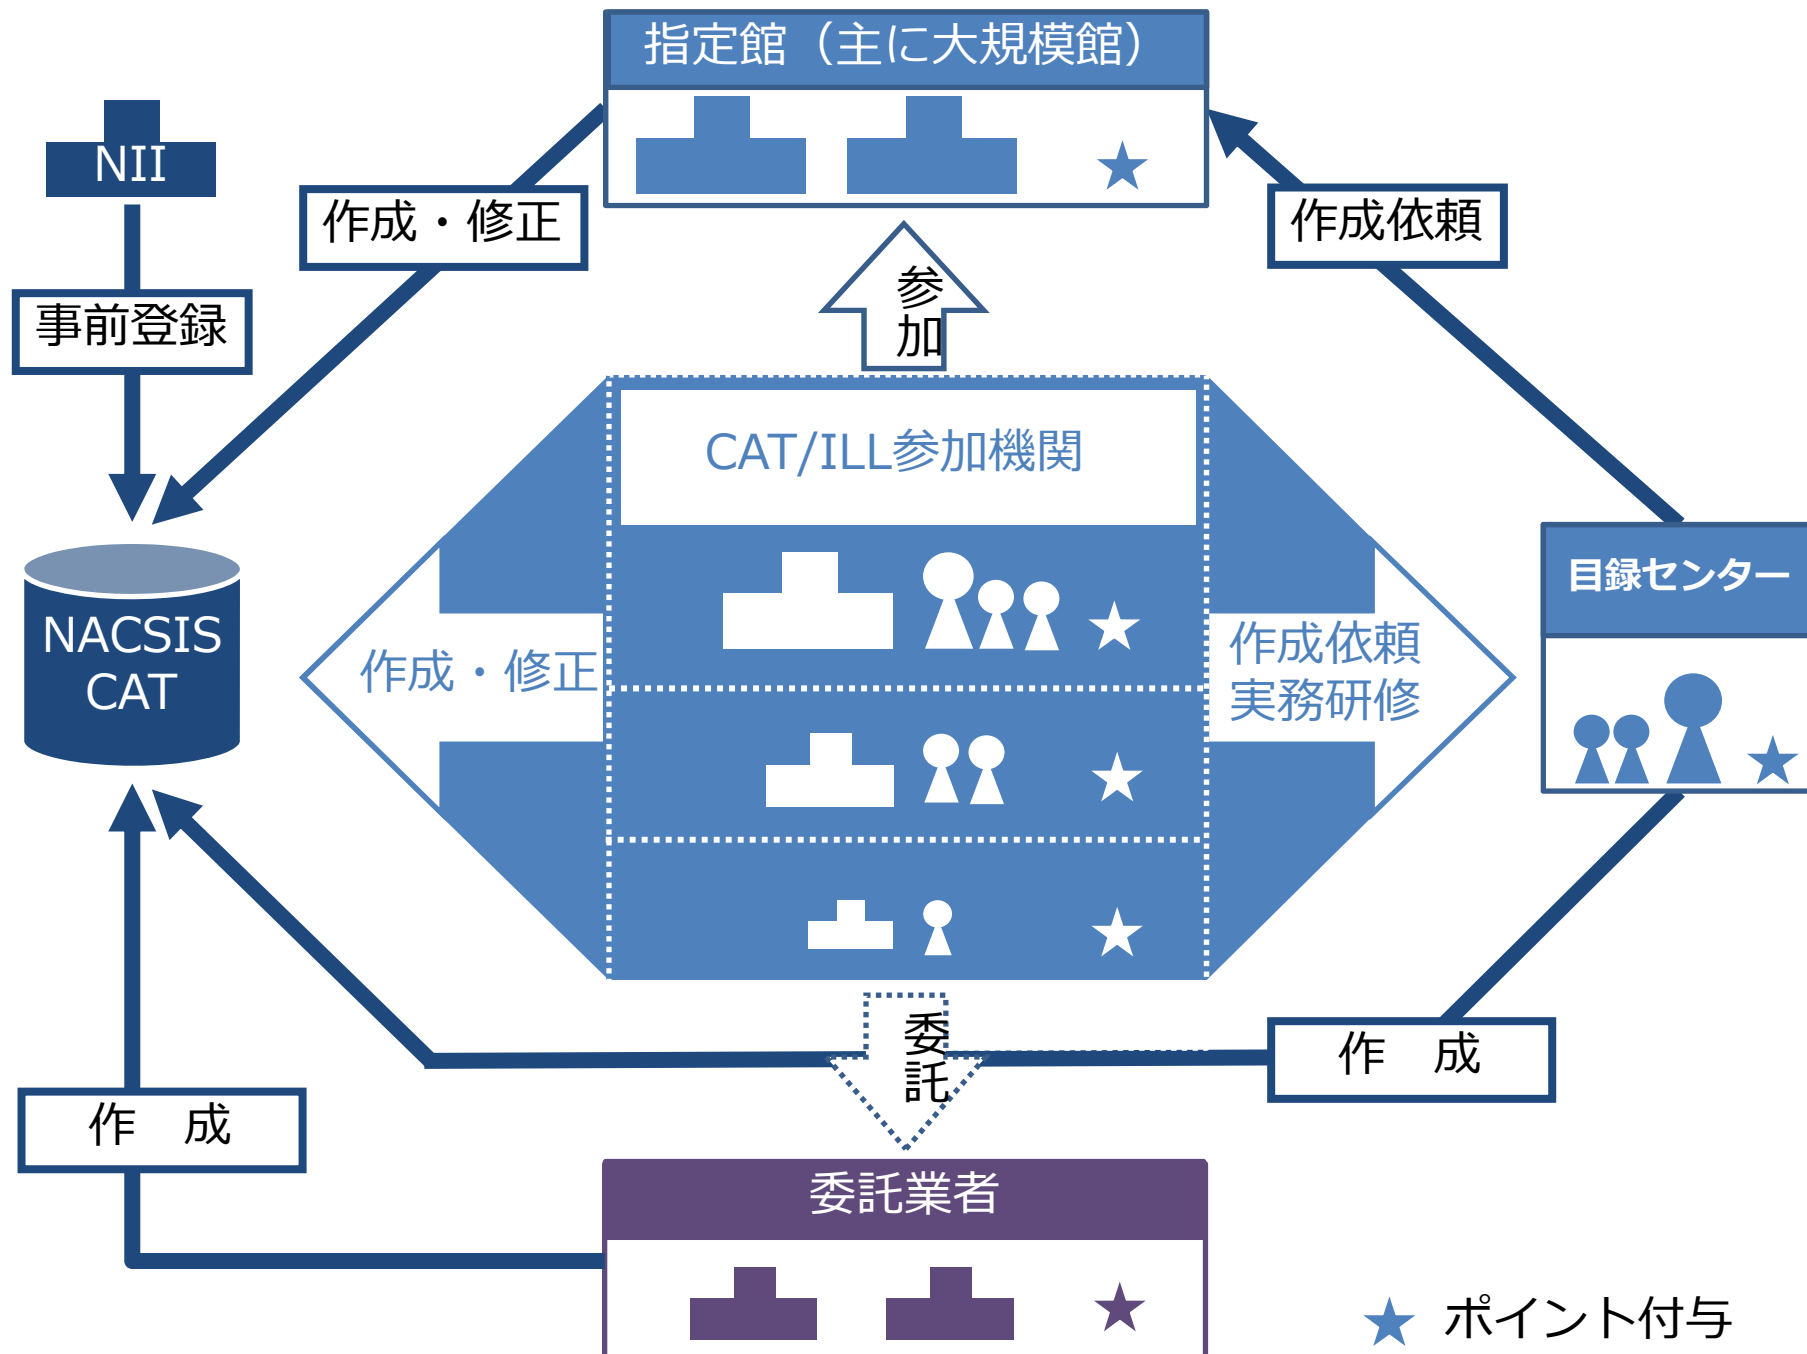 指定館（主に大規模館）
NII
作成・修正
作成依頼
参
加
事前登録
CAT/ILL参加機関
目録センター
NACSIS
CAT
作成・修正
作成依頼
実務研修
委
託
作　成
作　成
委託業者
ポイント付与